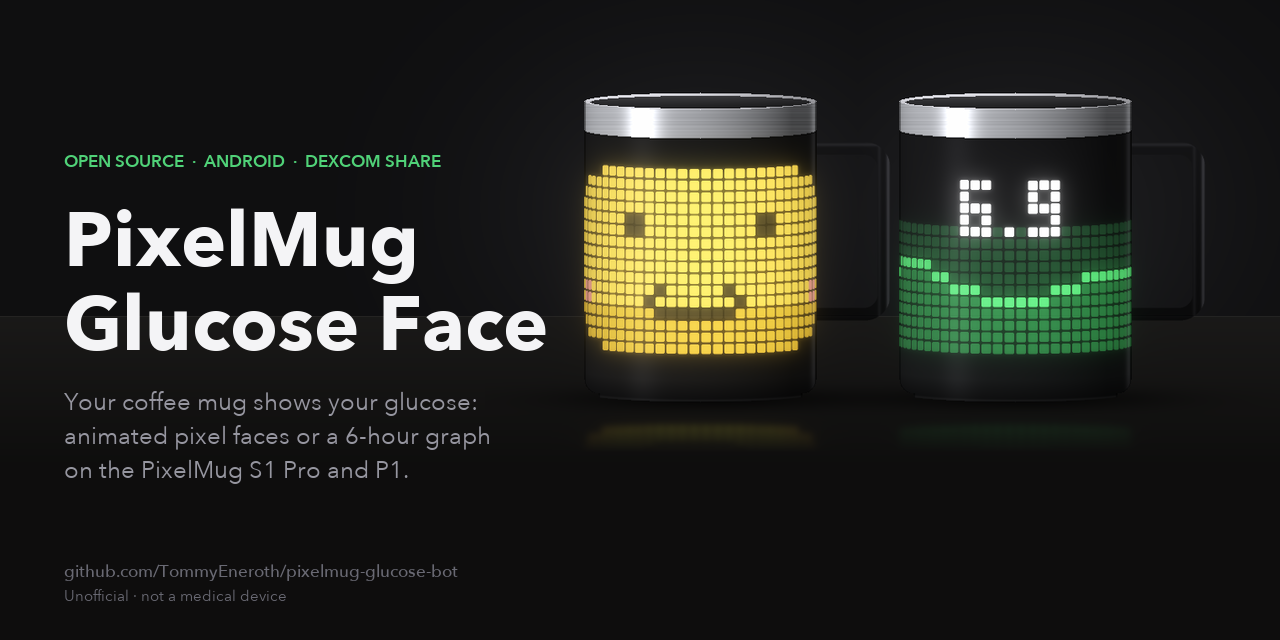 OPEN SOURCE · ANDROID · DEXCOM SHARE
PixelMug
Glucose Face
Your coffee mug shows your glucose:
animated pixel faces or a 6-hour graph
on the PixelMug S1 Pro and P1.
github.com/TommyEneroth/pixelmug-glucose-bot
Unofficial · not a medical device
6.9